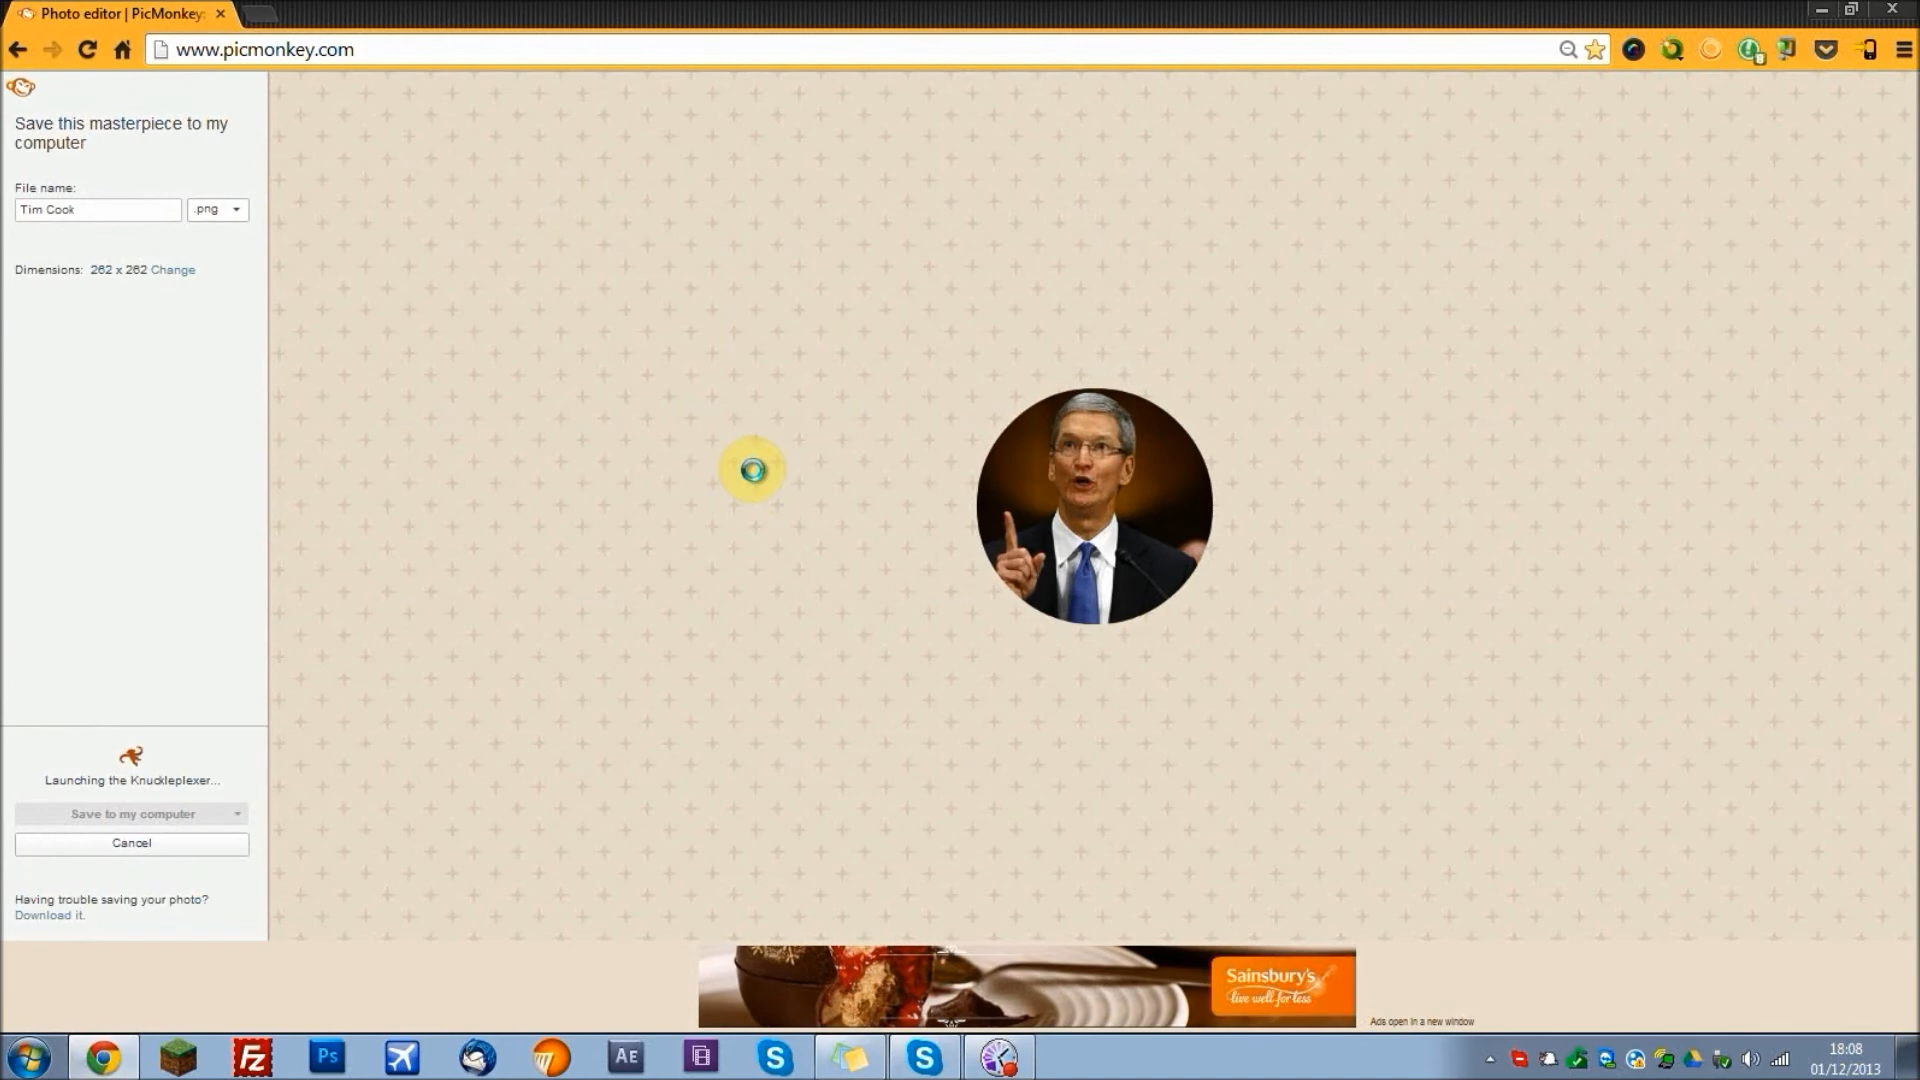 Photo editor | PicMonkey:
www.picmonkey.com
Save this masterpiece to my
computer
File name:
Tim Cook
.png
Dimensions: 262 x 262 Change
Launching the Knuckleplexer...
Save to my computer
Cancel
Having trouble saving your photo?
Download it.
Sainsbury's
live well for less
Ads open in a new window
Fz
Ps
AE
S
S
18:08
01/12/2013
8